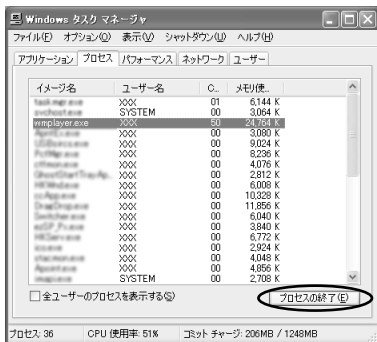 Windows タスク マネージャ
ファイル(F) オプション(O) 表示(V) シャットダウン(U) ヘルプ(H)
アプリケーション プロセス パフォーマンス ネットワーク ユーザー
イメージ名 ユーザー名 C... メモリ使...
taskmgr.exe XXX 01 6,144 K
svchost.exe SYSTEM 00 3,064 K
wmplayer.exe XXX 50 24,764 K
XXX 00 3,080 K
XXX 00 9,024 K
XXX 00 8,236 K
XXX 00 4,076 K
XXX 00 2,812 K
XXX 00 6,008 K
XXX 00 10,328 K
XXX 00 11,856 K
XXX 00 6,040 K
XXX 00 3,840 K
XXX 00 6,772 K
XXX 00 2,924 K
XXX 00 4,048 K
XXX 00 4,856 K
SYSTEM 00 2,708 K
全ユーザーのプロセスを表示する(S) プロセスの終了(E)
プロセス: 36 CPU 使用率: 51% コミット チャージ: 206MB / 1248MB